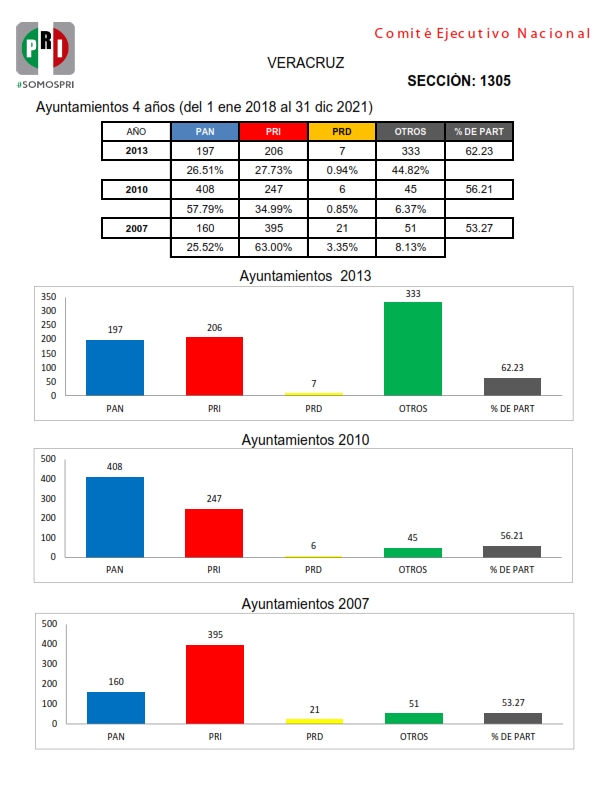 Comité Ejecutivo Nacional
PRI
#SOMOSPRI
VERACRUZ
SECCIÓN: 1305
Ayuntamientos 4 años (del 1 ene 2018 al 31 dic 2021)
AÑO PAN PRI PRD OTROS % DE PART
2013 197 206 7 333 62.23
26.51% 27.73% 0.94% 44.82%
2010 408 247 6 45 56.21
57.79% 34.99% 0.85% 6.37%
2007 160 395 21 51 53.27
25.52% 63.00% 3.35% 8.13%
Ayuntamientos 2013
350
300
250
200
150
100
50
0
197 206 7 333 62.23
PAN PRI PRD OTROS % DE PART
Ayuntamientos 2010
500
400
300
200
100
0
408 247 6 45 56.21
PAN PRI PRD OTROS % DE PART
Ayuntamientos 2007
500
400
300
200
100
0
160 395 21 51 53.27
PAN PRI PRD OTROS % DE PART